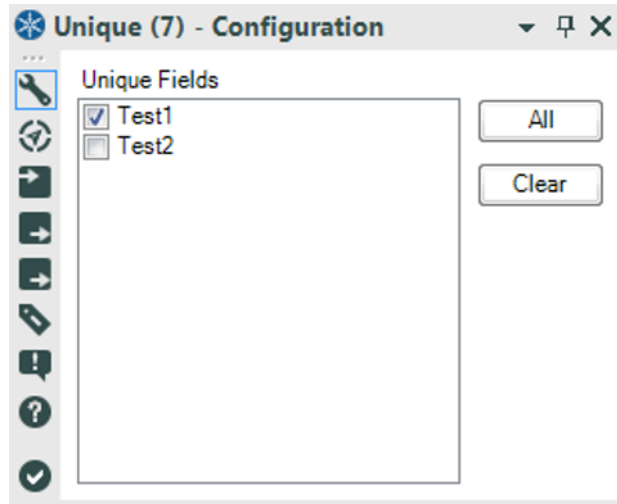 Unique (7) - Configuration
Unique Fields
Test1
Test2
All
Clear